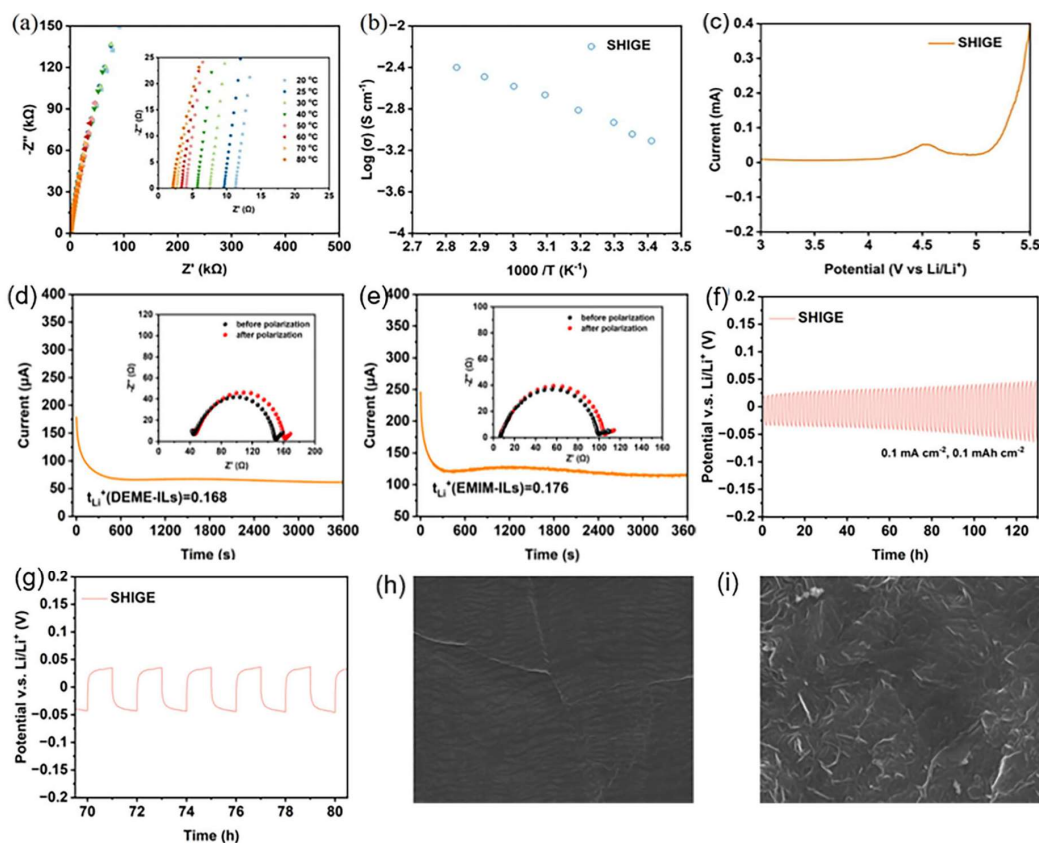 (a)
150
120
90
60
30
0
-Z'' (kΩ)
0 100 200 300 400 500
Z' (kΩ)
25
20
15
10
5
0
-Z'' (Ω)
0 5 10 15 20 25
Z' (Ω)
20 °C
25 °C
30 °C
40 °C
50 °C
60 °C
70 °C
80 °C
(b)
SHIGE
-2
-2.4
-2.8
-3.2
-3.6
-4
Log (σ) (S cm⁻¹)
2.7 2.8 2.9 3 3.1 3.2 3.3 3.4 3.5
1000 /T (K⁻¹)
(c)
SHIGE
0.4
0.3
0.2
0.1
0
-0.1
-0.2
Current (mA)
3 3.5 4 4.5 5 5.5
Potential (V vs Li/Li⁺)
(d)
400
350
300
250
200
150
100
50
0
Current (μA)
before polarization
after polarization
120
100
80
60
40
20
0
-Z'' (Ω)
0 40 80 120 160 200
Z' (Ω)
tLi⁺(DEME-ILs)=0.168
0 600 1200 1800 2400 3000 3600
Time (s)
(e)
400
350
300
250
200
150
100
50
Current (μA)
before polarization
after polarization
100
80
60
40
20
0
-Z'' (Ω)
0 20 40 60 80 100 120 140 160
Z' (Ω)
tLi⁺(EMIM-ILs)=0.176
0 600 1200 1800 2400 3000 3600
Time (s)
(f)
SHIGE
0.2
0.15
0.1
0.05
0
-0.05
-0.1
-0.15
-0.2
Potential v.s. Li/Li⁺ (V)
0.1 mA cm⁻², 0.1 mAh cm⁻²
0 20 40 60 80 100 120
Time (h)
(g)
SHIGE
0.2
0.15
0.1
0.05
0
-0.05
-0.1
-0.15
-0.2
Potential v.s. Li/Li⁺ (V)
70 72 74 76 78 80
Time (h)
(h)
(i)